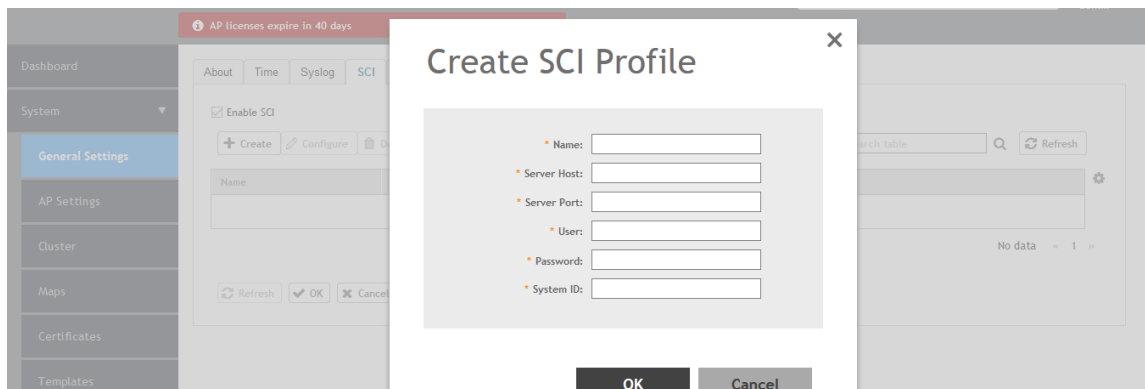 AP licenses expire in 40 days
Create SCI Profile
Dashboard
About Time Syslog SCI
System
Enable SCI
Create Configure
* Name:
arch table Refresh
General Settings
* Server Host:
Name
* Server Port:
AP Settings
* User:
Cluster
No data « 1 »
* Password:
Maps
Refresh OK Cancel
* System ID:
Certificates
Templates
OK Cancel